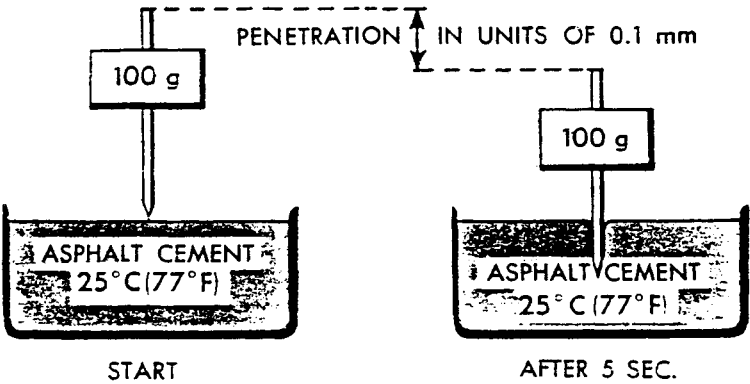 PENETRATION IN UNITS OF 0.1 mm
100 g
100 g
ASPHALT CEMENT
25°C(77°F)
ASPHALT CEMENT
25°C(77°F)
START
AFTER 5 SEC.